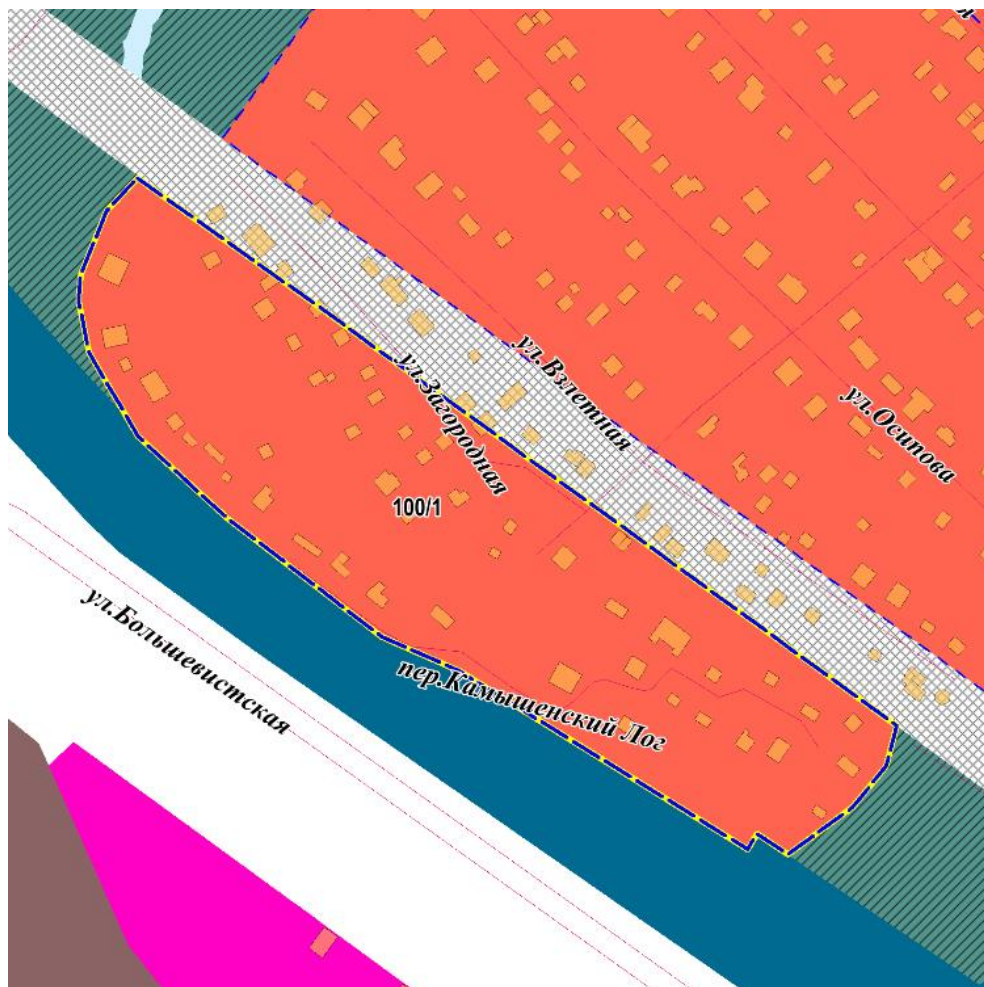 ул.Взлетная
ул.Осипова
ул.Загородная
100/1
ул.Большевистская
пер.Камышенский Лог